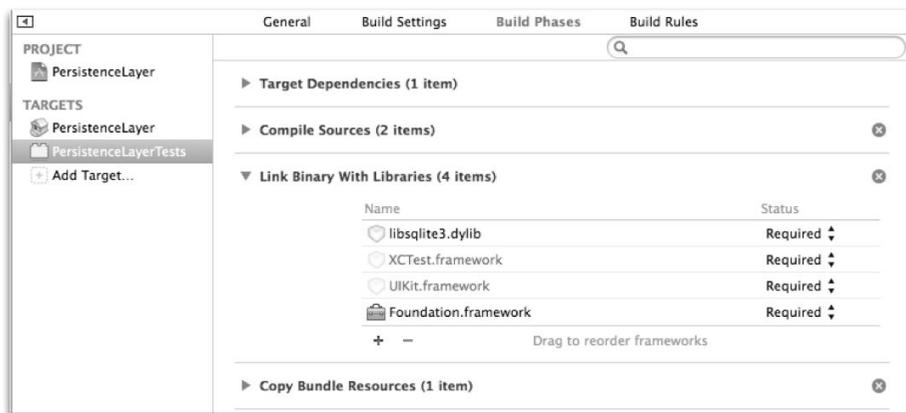 General Build Settings Build Phases Build Rules
PROJECT
PersistenceLayer
TARGETS
PersistenceLayer
PersistenceLayerTests
Add Target...
Target Dependencies (1 item)
Compile Sources (2 items)
Link Binary With Libraries (4 items)
Name Status
libsqlite3.dylib Required
XCTest.framework Required
UIKit.framework Required
Foundation.framework Required
+ − Drag to reorder frameworks
Copy Bundle Resources (1 item)